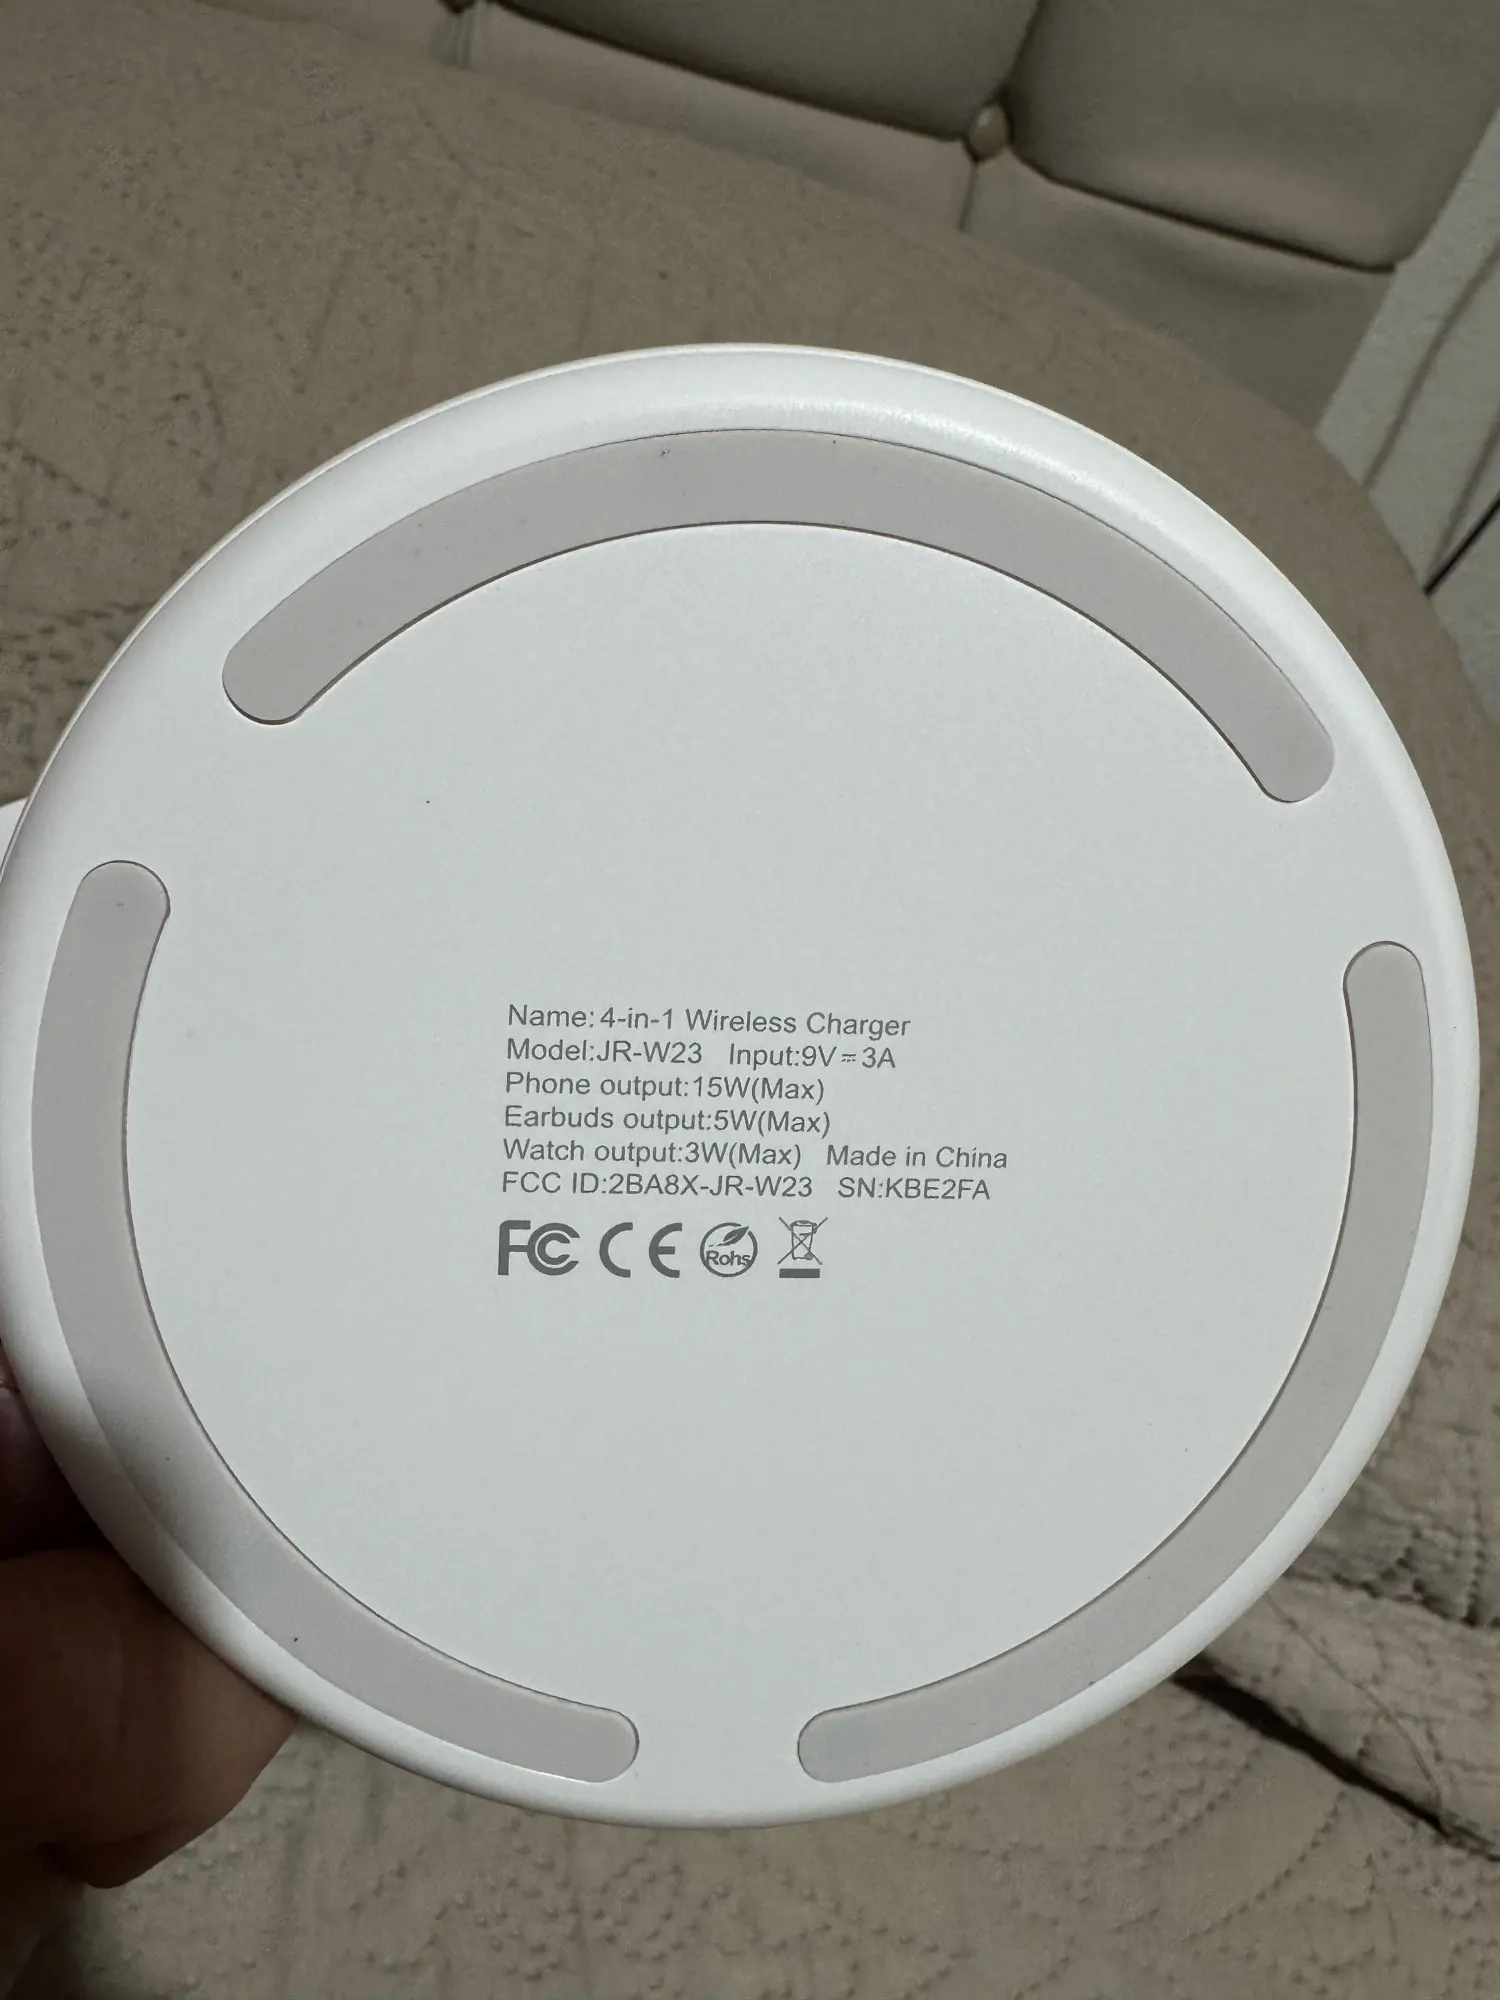 Name:4-in-1 Wireless Charger
Model:JR-W23 Input:9V⎓3A
Phone output:15W(Max)
Earbuds output:5W(Max)
Watch output:3W(Max) Made in China
FCC ID:2BA8X-JR-W23 SN:KBE2FA
FC CE Rohs